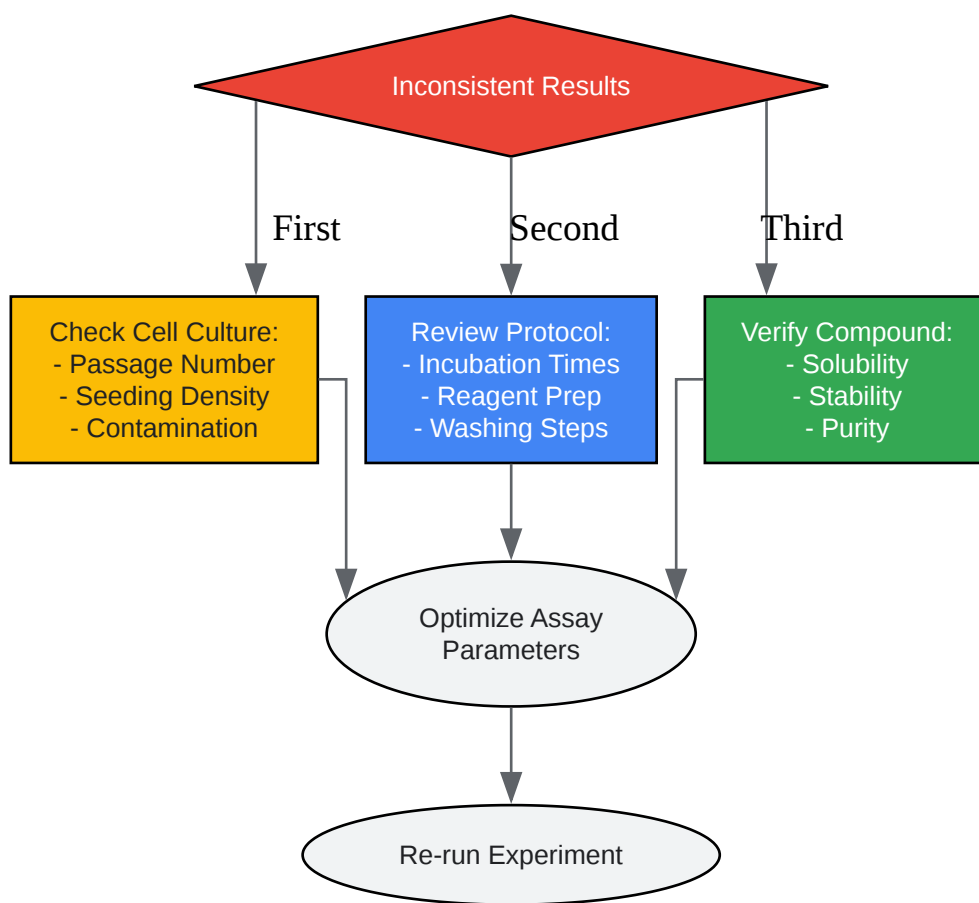 Inconsistent Results
First
Second
Third
Check Cell Culture:
- Passage Number
- Seeding Density
- Contamination
Review Protocol:
- Incubation Times
- Reagent Prep
- Washing Steps
Verify Compound:
- Solubility
- Stability
- Purity
Optimize Assay
Parameters
Re-run Experiment